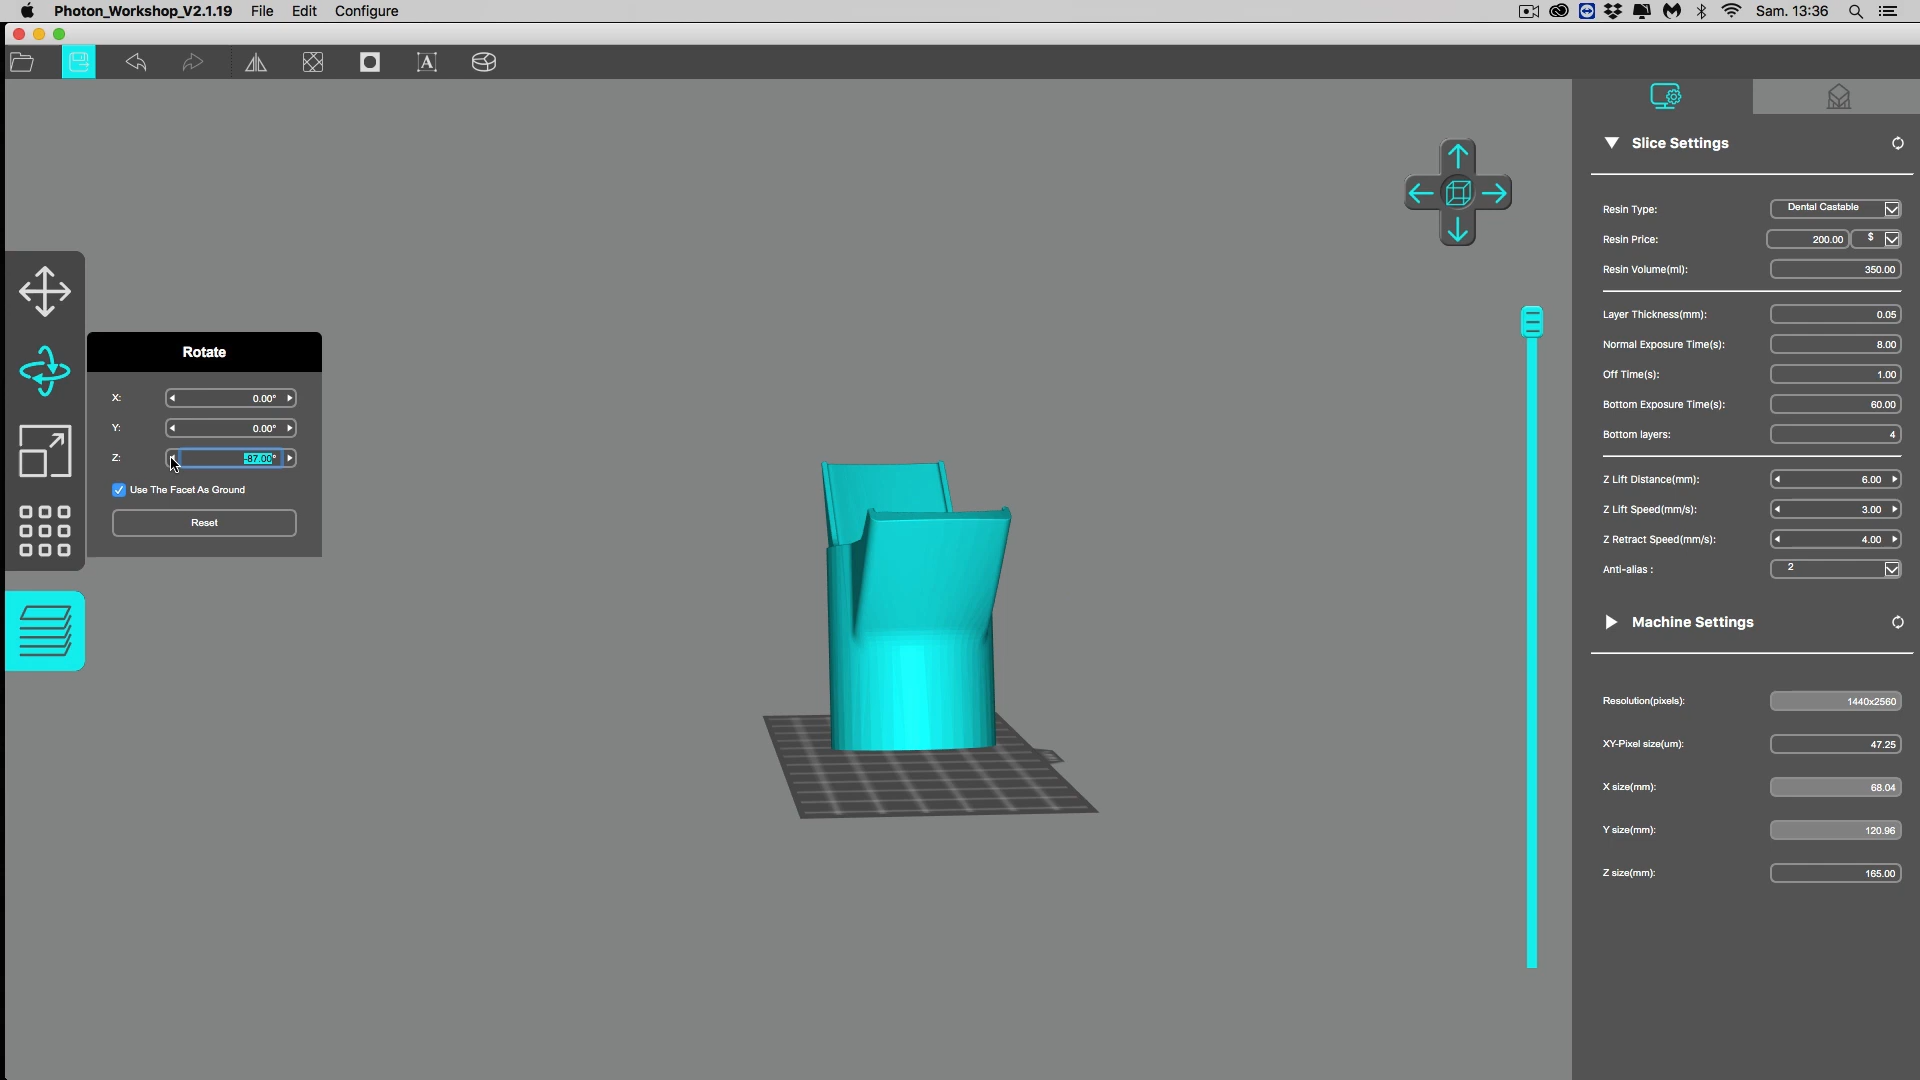 Photon_Workshop_V2.1.19 File Edit Configure Sam. 13:36
A
Slice Settings
Resin Type: Dental Castable
Resin Price: 200.00 $
Resin Volume(ml): 350.00
Layer Thickness(mm): 0.05
Normal Exposure Time(s): 8.00
Off Time(s): 1.00
Bottom Exposure Time(s): 60.00
Bottom layers: 4
Z Lift Distance(mm): 6.00
Z Lift Speed(mm/s): 3.00
Z Retract Speed(mm/s): 4.00
Anti-alias : 2
Machine Settings
Resolution(pixels): 1440x2560
XY-Pixel size(um): 47.25
X size(mm): 68.04
Y size(mm): 120.96
Z size(mm): 165.00
Rotate
X: 0.00°
Y: 0.00°
Z: -87.00°
Use The Facet As Ground
Reset